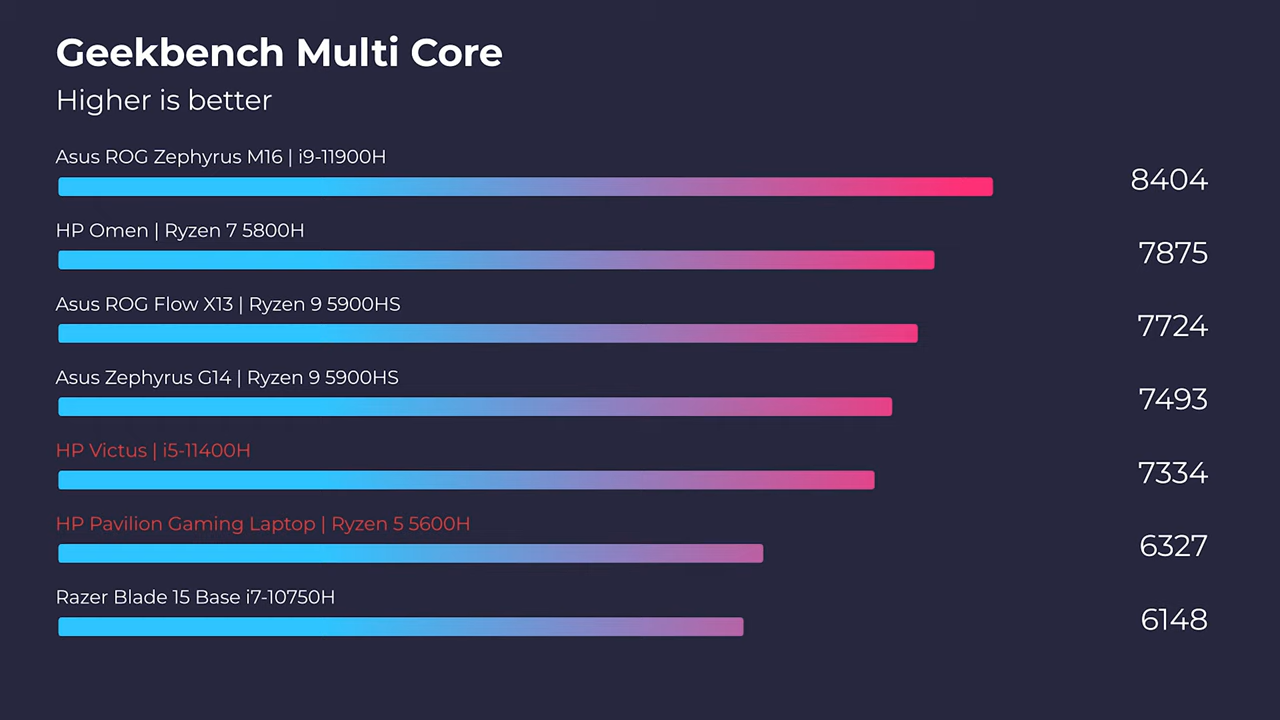 Geekbench Multi Core
Higher is better
Asus ROG Zephyrus M16 | i9-11900H
8404
HP Omen | Ryzen 7 5800H
7875
Asus ROG Flow X13 | Ryzen 9 5900HS
7724
Asus Zephyrus G14 | Ryzen 9 5900HS
7493
HP Victus | i5-11400H
7334
HP Pavilion Gaming Laptop | Ryzen 5 5600H
6327
Razer Blade 15 Base i7-10750H
6148